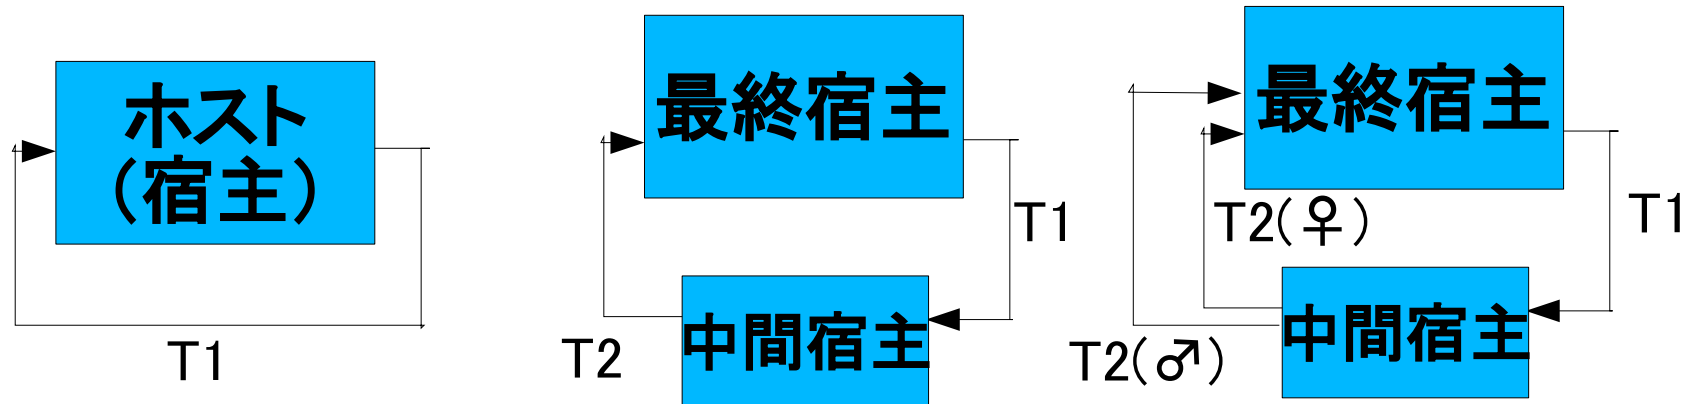 ホスト
(宿主)
T1
最終宿主
T1
中間宿主
T2
最終宿主
T2(♀)
T1
中間宿主
T2(♂)